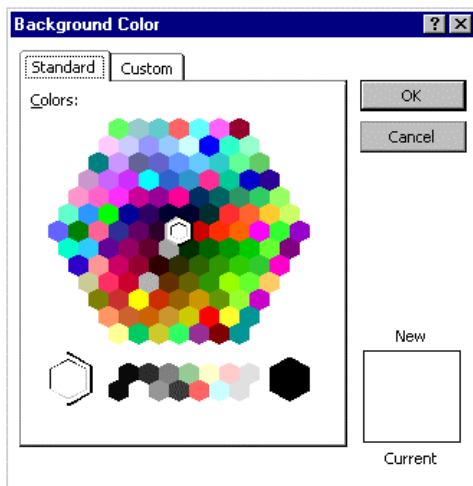 Background Color
? X
Standard
Custom
Colors:
OK
Cancel
New
Current